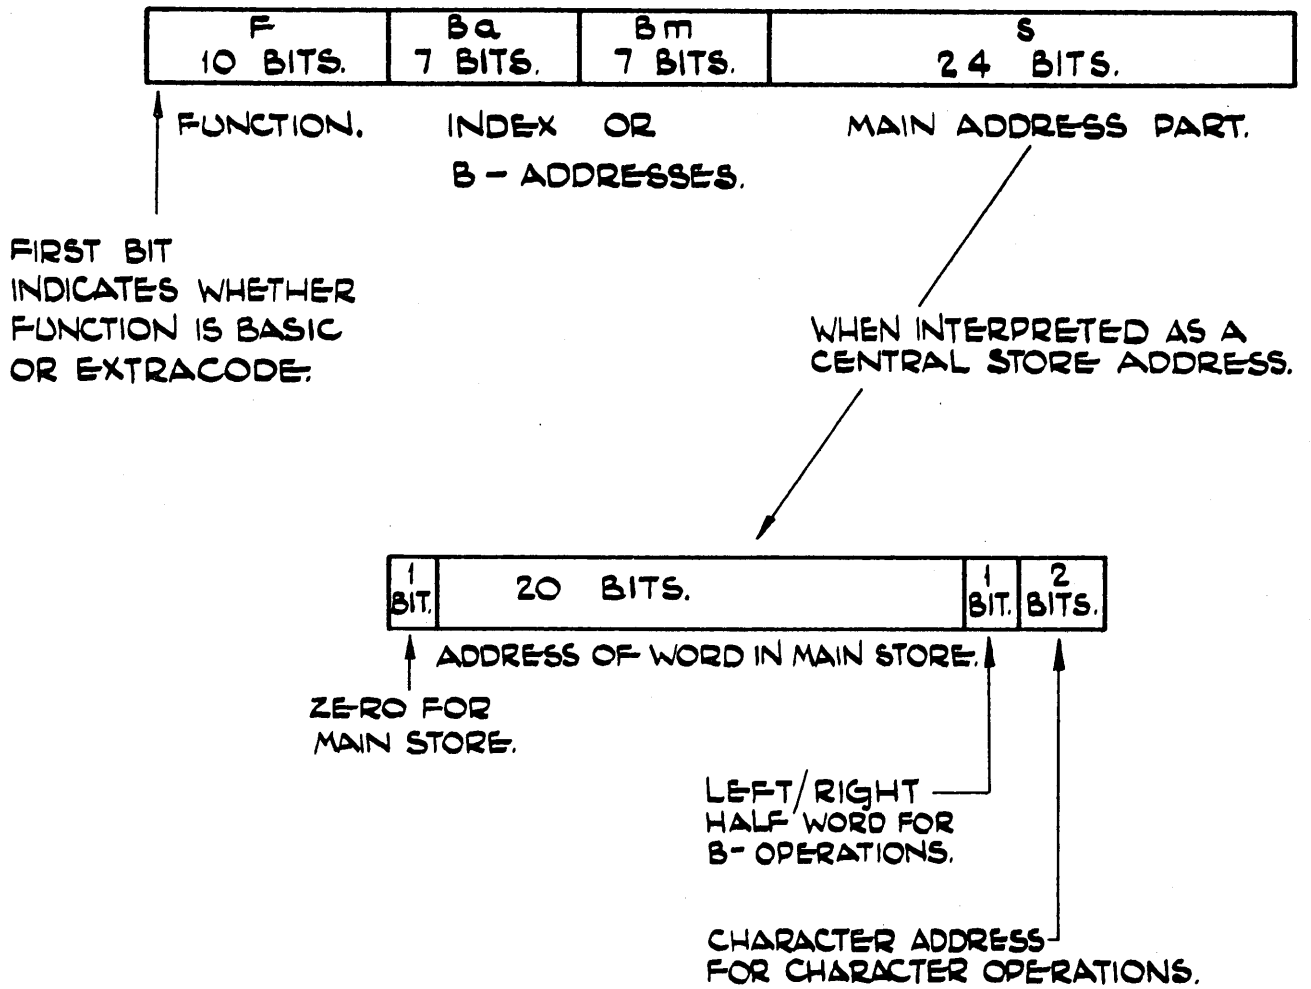 F Ba Bm S
10 BITS. 7 BITS. 7 BITS. 24 BITS.
FUNCTION. INDEX OR MAIN ADDRESS PART.
B - ADDRESSES.
FIRST BIT
INDICATES WHETHER
FUNCTION IS BASIC
OR EXTRACODE.
WHEN INTERPRETED AS A
CENTRAL STORE ADDRESS.
1 BIT. 20 BITS. 1 BIT. 2 BITS.
ADDRESS OF WORD IN MAIN STORE.
ZERO FOR
MAIN STORE.
LEFT/RIGHT
HALF WORD FOR
B- OPERATIONS.
CHARACTER ADDRESS
FOR CHARACTER OPERATIONS.